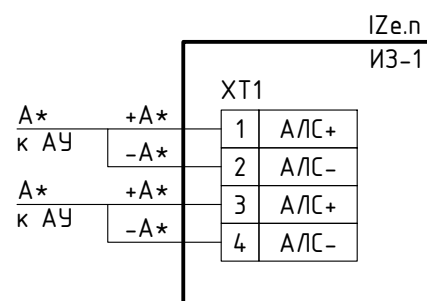 IZe.n
ИЗ-1
XT1
A* +A* 1 АЛС+
к АУ -A* 2 АЛС-
A* +A* 3 АЛС+
к АУ -A* 4 АЛС-